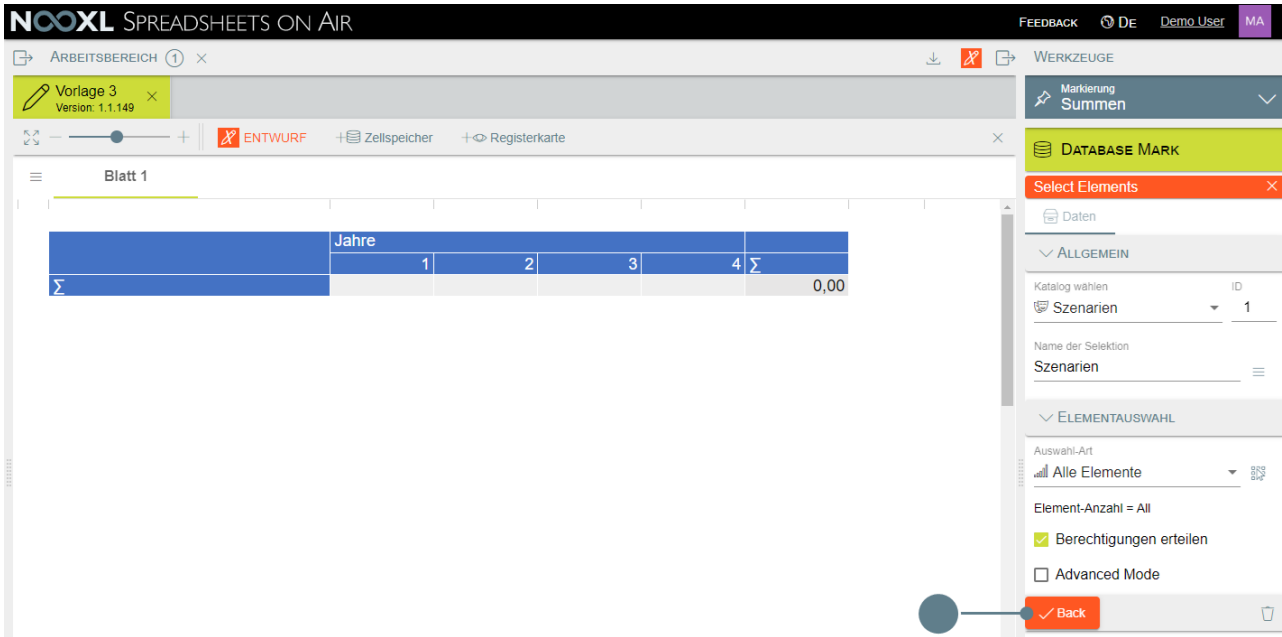 NOOXL SPREADSHEETS ON AIR
FEEDBACK DE Demo User MA
ARBEITSBEREICH 1
WERKZEUGE
Vorlage 3
Version: 1.1.149
Markierung
Summen
ENTWURF Zellspeicher Registerkarte
DATABASE MARK
Blatt 1
Select Elements
Daten
Jahre
1 2 3 4 ∑
∑ 0,00
ALLGEMEIN
Katalog wählen ID
Szenarien 1
Name der Selektion
Szenarien
ELEMENTAUSWAHL
Auswahl-Art
Alle Elemente
Element-Anzahl = All
Berechtigungen erteilen
Advanced Mode
Back